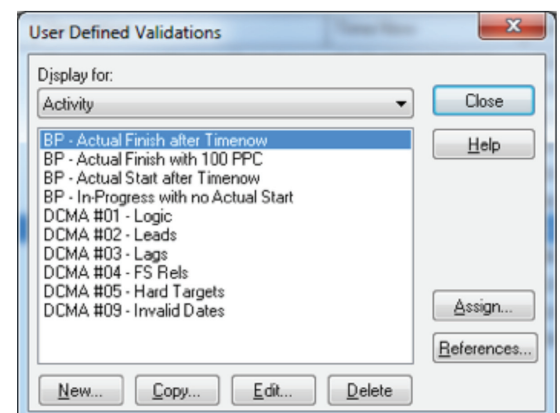 User Defined Validations
Display for:
Activity
Close
BP - Actual Finish after Timenow
Help
BP - Actual Finish with 100 PPC
BP - Actual Start after Timenow
BP - In-Progress with no Actual Start
DCMA #01 - Logic
DCMA #02 - Leads
DCMA #03 - Lags
DCMA #04 - FS Rels
DCMA #05 - Hard Targets
DCMA #09 - Invalid Dates
Assign...
References...
New...
Copy...
Edit...
Delete